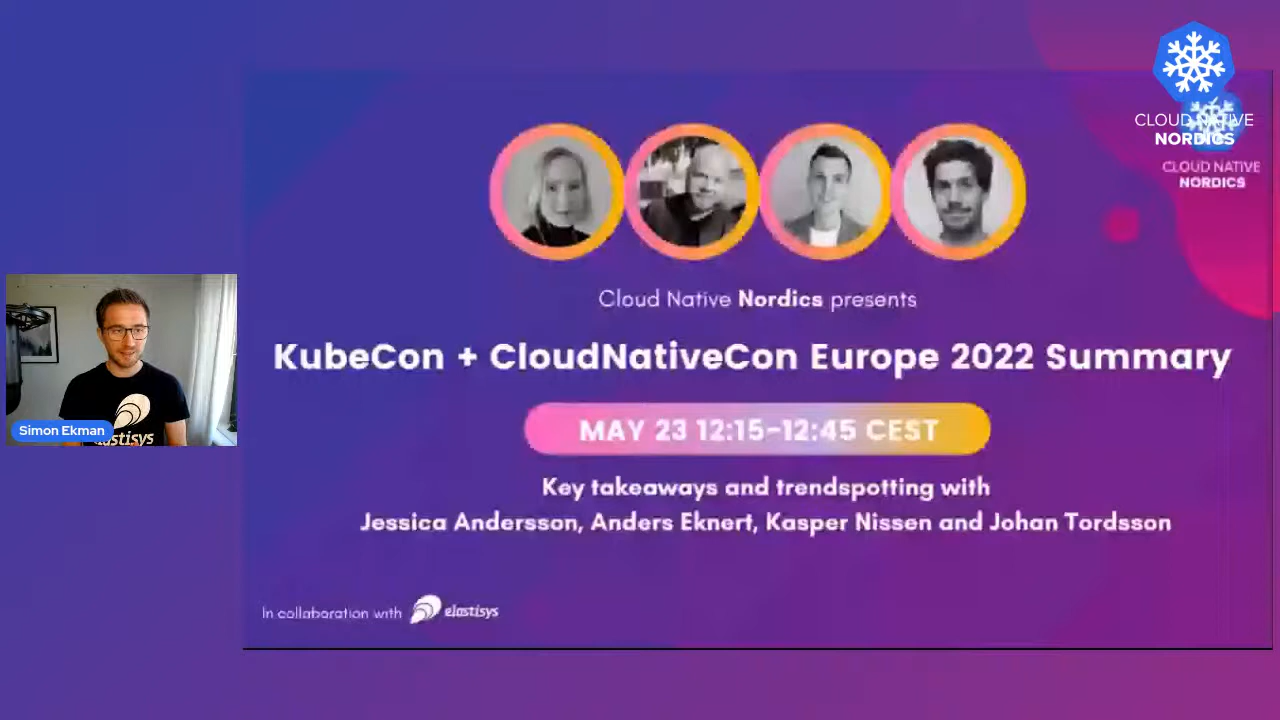 CLOUD NATIVE
NORDICS
CLOUD NATIVE
NORDICS
Cloud Native Nordics presents
KubeCon + CloudNativeCon Europe 2022 Summary
MAY 23 12:15-12:45 CEST
Key takeaways and trendspotting with
Jessica Andersson, Anders Eknert, Kasper Nissen and Johan Tordsson
Simon Ekman
elastisys
In collaboration with elastisys